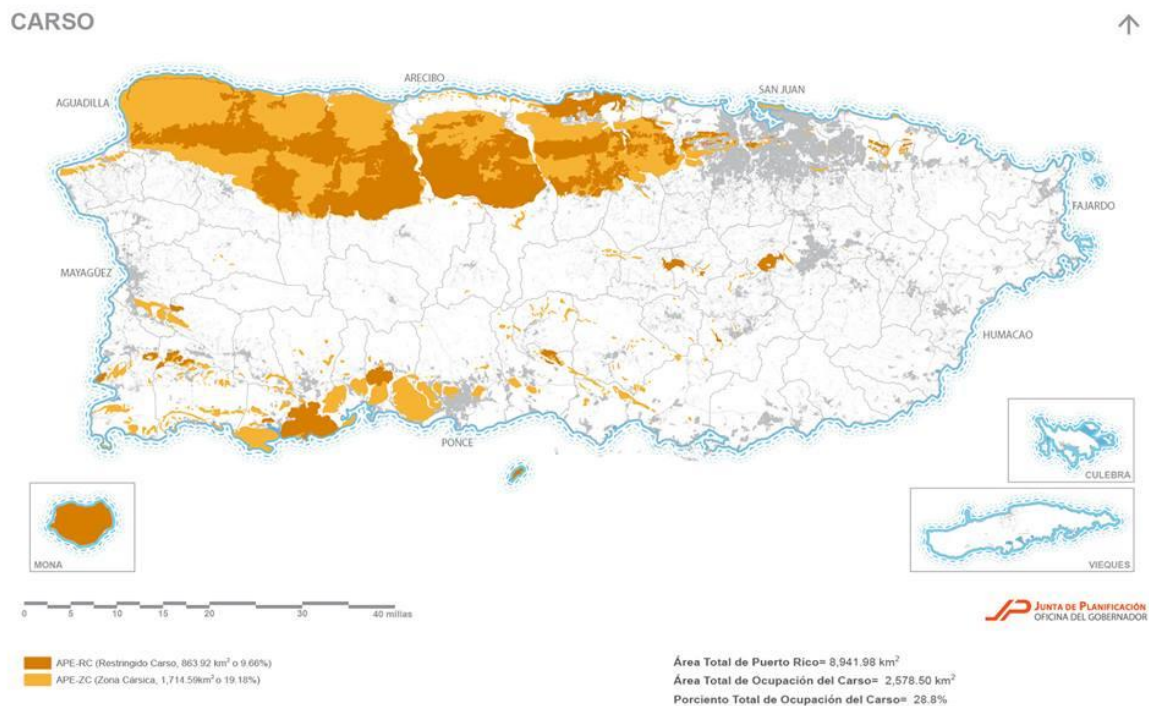 CARSO
ARECIBO
SAN JUAN
AGUADILLA
FAJARDO
MAYAGÜEZ
HUMACAO
PONCE
CULEBRA
MONA
VIEQUES
0 5 10 15 20 30 40 millas
JP JUNTA DE PLANIFICACIÓN
OFICINA DEL GOBERNADOR
APE-RC (Restringido Carso, 863.92 km² o 9.66%)
APE-ZC (Zona Cársica, 1,714.59km² o 19.18%)
Área Total de Puerto Rico= 8,941.98 km²
Área Total de Ocupación del Carso= 2,578.50 km²
Porciento Total de Ocupación del Carso= 28.8%